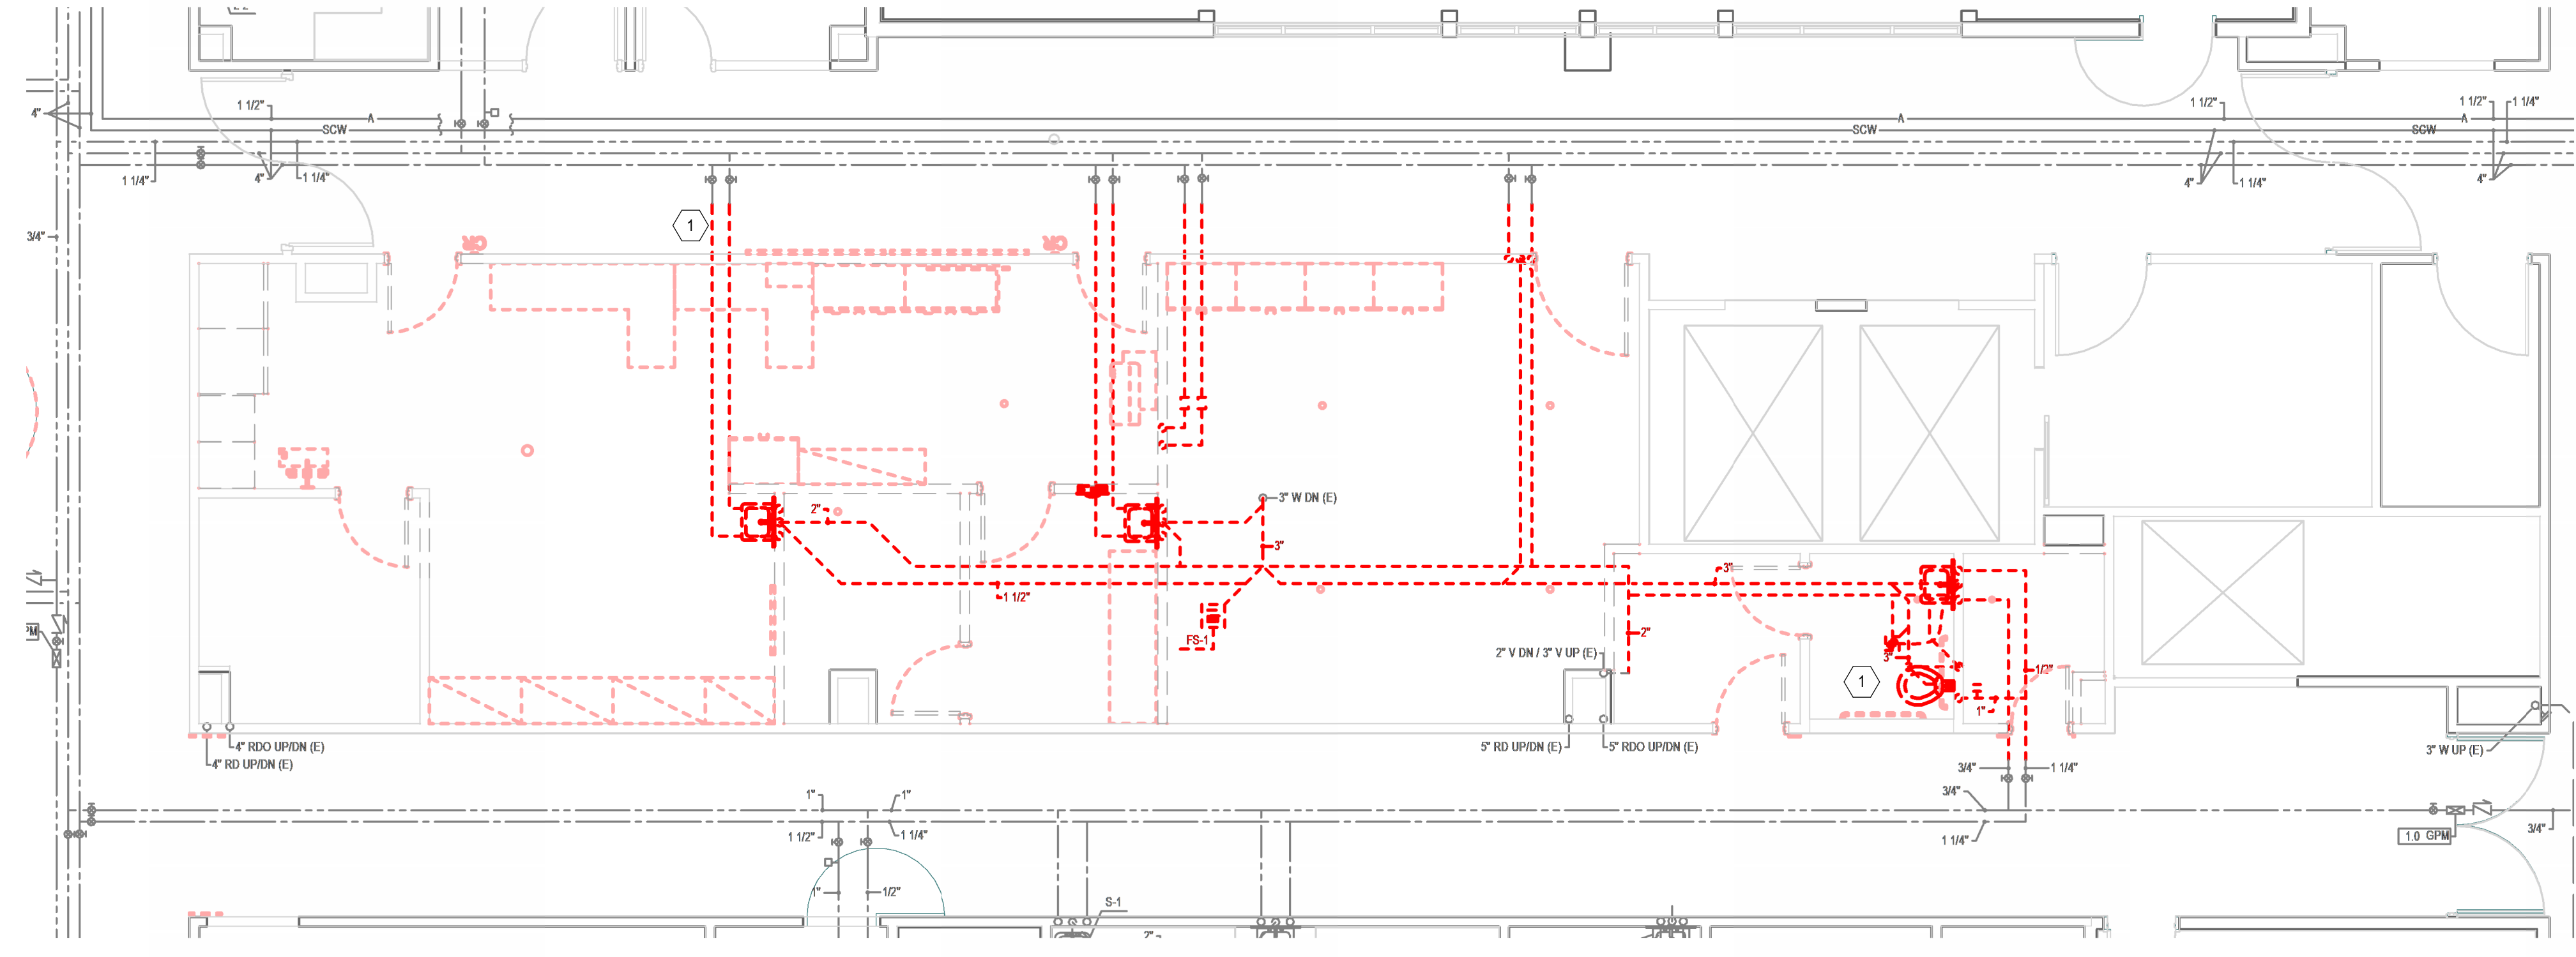 1 1/2"
A
A
1 1/2"
1 1/2"
1 1/4"
A
4"
SCW
SCW
SCW
1 1/4"
4"
1 1/4"
4"
1 1/4"
4"
3/4"
1
2"
3" W DN (E)
3"
3"
1 1/2"
FS-1
2"
2" V DN / 3" V UP (E)
3"
1/2"
1
1"
4" RDO UP/DN (E)
4" RD UP/DN (E)
5" RD UP/DN (E)
5" RDO UP/DN (E)
3" W UP (E)
3/4"
1 1/4"
1"
1"
3/4"
1 1/2"
1 1/4"
1 1/4"
1.0 GPM
3/4"
1"
1/2"
S-1
2"